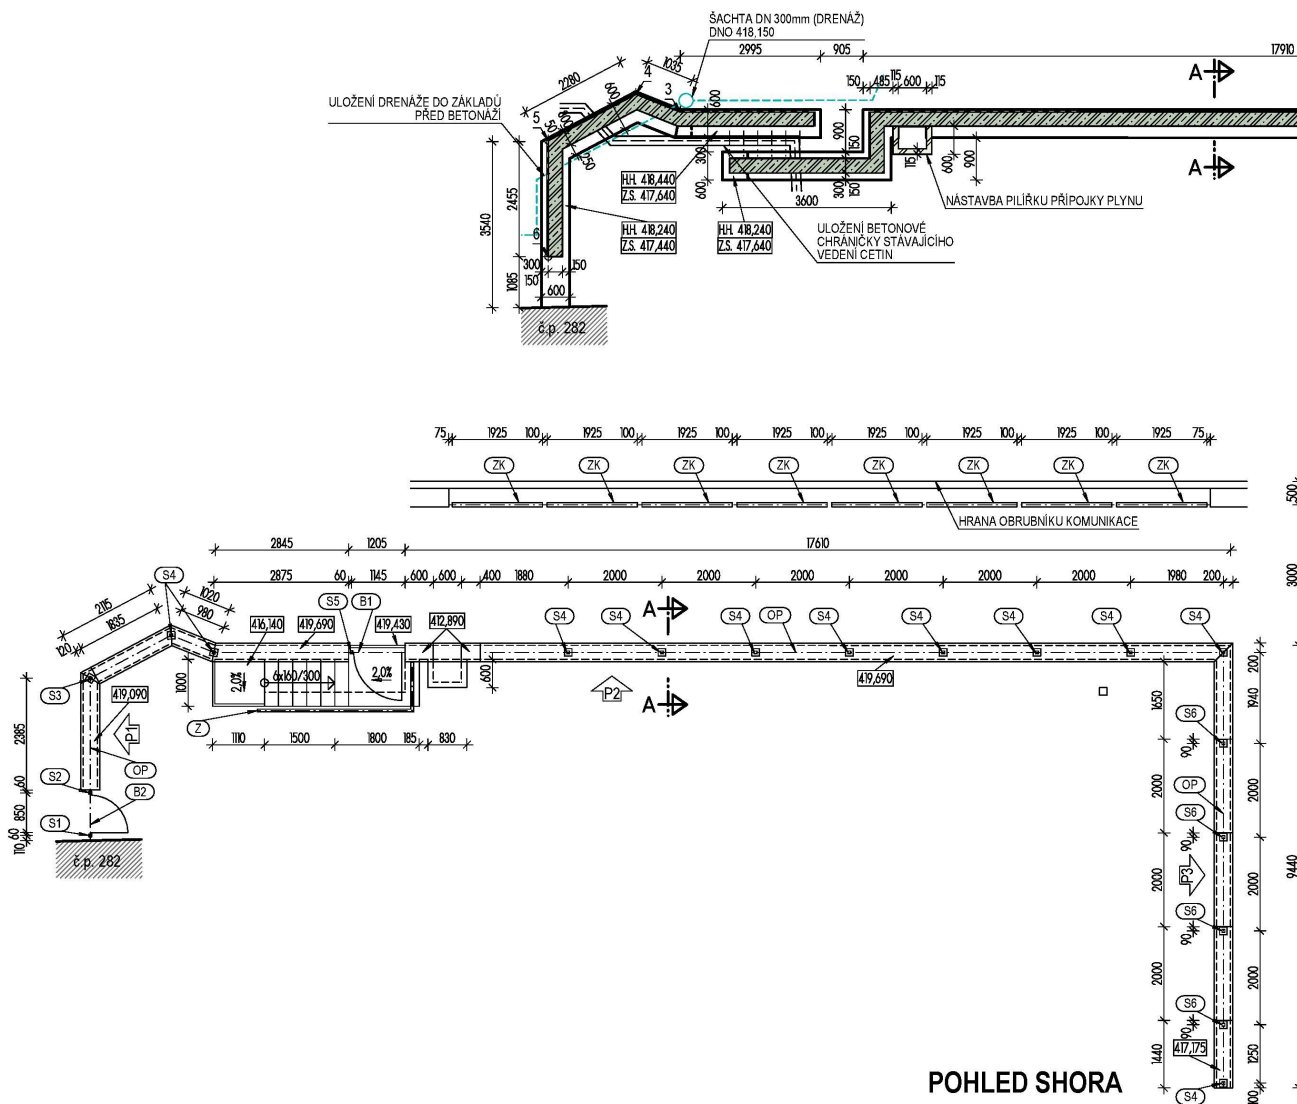 ŠACHTA DN 300mm (DRENÁŽ)
DNO 418,150
2995
905
17910
1035
4
3
2280
600
150
485
115
600
115
A
ULOŽENÍ DRENÁŽE DO ZÁKLADŮ
PŘED BETONÁŽÍ
5
50
600
250
600
900
150
300
600
300
150
115
600
900
A
H.H. 418,440
Z.S. 417,640
3600
NÁSTAVBA PILÍŘKU PŘÍPOJKY PLYNU
2455
3540
6
H.H. 418,240
Z.S. 417,440
H.H. 418,240
Z.S. 417,640
ULOŽENÍ BETONOVÉ
CHRÁNIČKY STÁVAJÍCÍHO
VEDENÍ CETIN
300
150
150
1085
600
č.p. 282
75 1925 100 1925 100 1925 100 1925 100 1925 100 1925 100 1925 100 1925 75
ZK ZK ZK ZK ZK ZK ZK ZK
500
HRANA OBRUBNÍKU KOMUNIKACE
2845 1205 17610
2875 60 1145 600 600 400 1880 2000 2000 2000 2000 2000 2000 1980 200
3000
S4
1020
980
2115
1835
120
S5 B1
A
416,140 419,690 419,430 412,890
S4 S4 S4 OP S4 S4 S4 S4 S4
2,0% 6x160/300 2,0%
1000
600
419,690
200
S3
419,090
P1
P2
A
1650
1940
Z
S6
90
1110 1500 1800 185 830
2385
OP
S2
B2
60
850
S1
60
110
č.p. 282
2000
2000
OP
S6
90
2000
2000
P3
9440
S6
90
2000
2000
S6
90
1440
417,175
1250
POHLED SHORA
S4